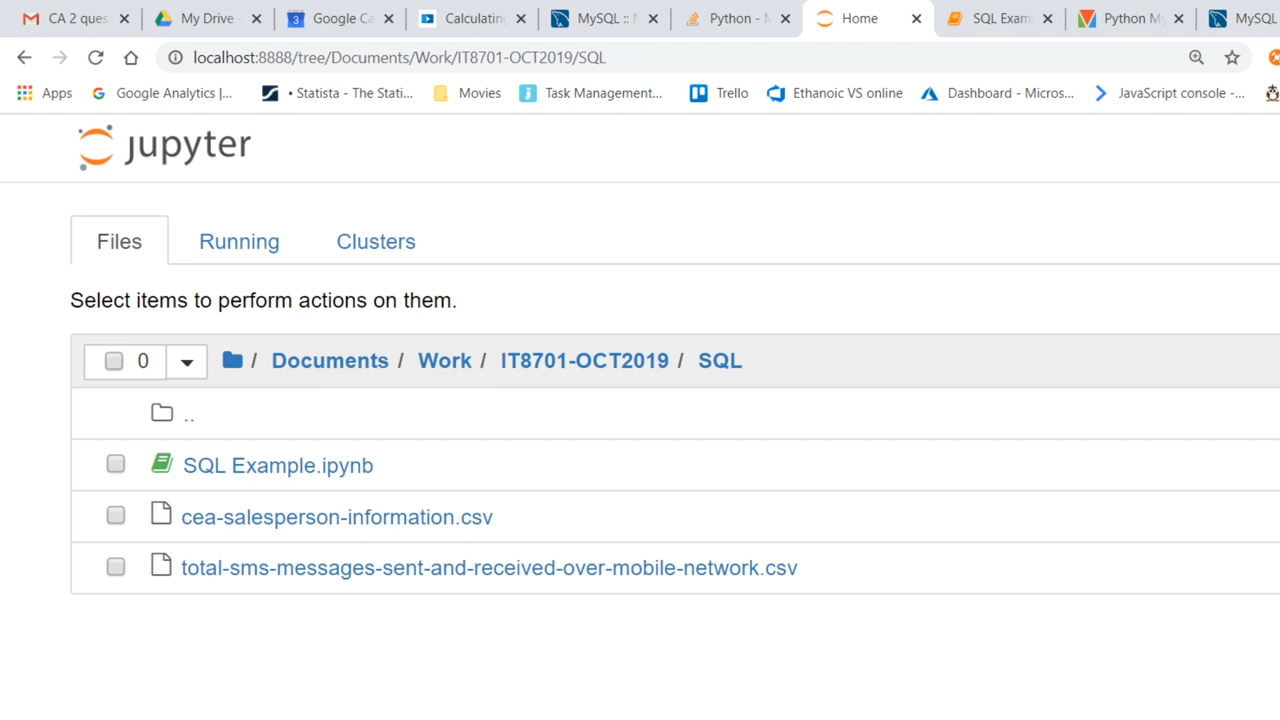 CA 2 ques
My Drive -
Google Ca
Calculating
MySQL ::
Python -
Home
SQL Exam
Python My
MySQL
localhost:8888/tree/Documents/Work/IT8701-OCT2019/SQL
Apps
Google Analytics |...
• Statista - The Stati...
Movies
Task Management...
Trello
Ethanoic VS online
Dashboard - Micros...
JavaScript console -...
jupyter
Files
Running
Clusters
Select items to perform actions on them.
0
/ Documents / Work / IT8701-OCT2019 / SQL
..
SQL Example.ipynb
cea-salesperson-information.csv
total-sms-messages-sent-and-received-over-mobile-network.csv